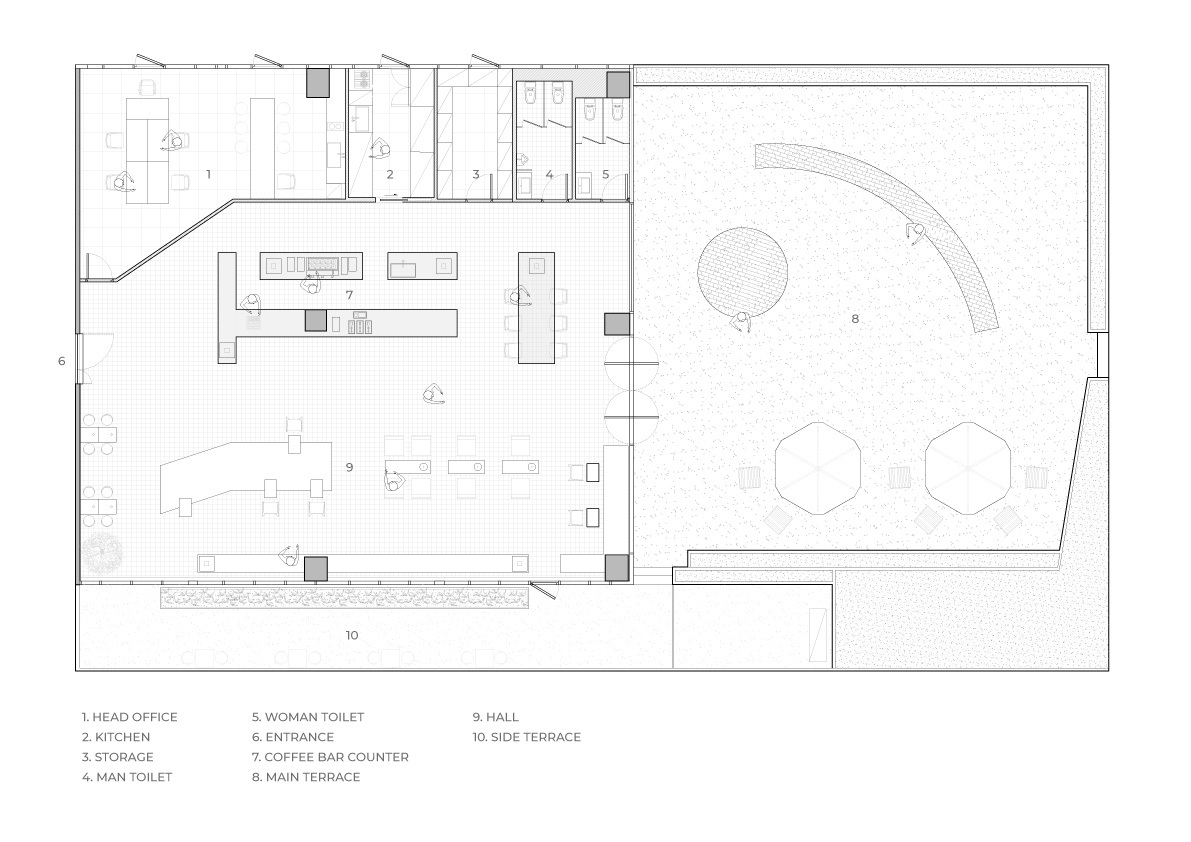 1
2
3
4
5
6
7
8
9
10
1. HEAD OFFICE
2. KITCHEN
3. STORAGE
4. MAN TOILET
5. WOMAN TOILET
6. ENTRANCE
7. COFFEE BAR COUNTER
8. MAIN TERRACE
9. HALL
10. SIDE TERRACE